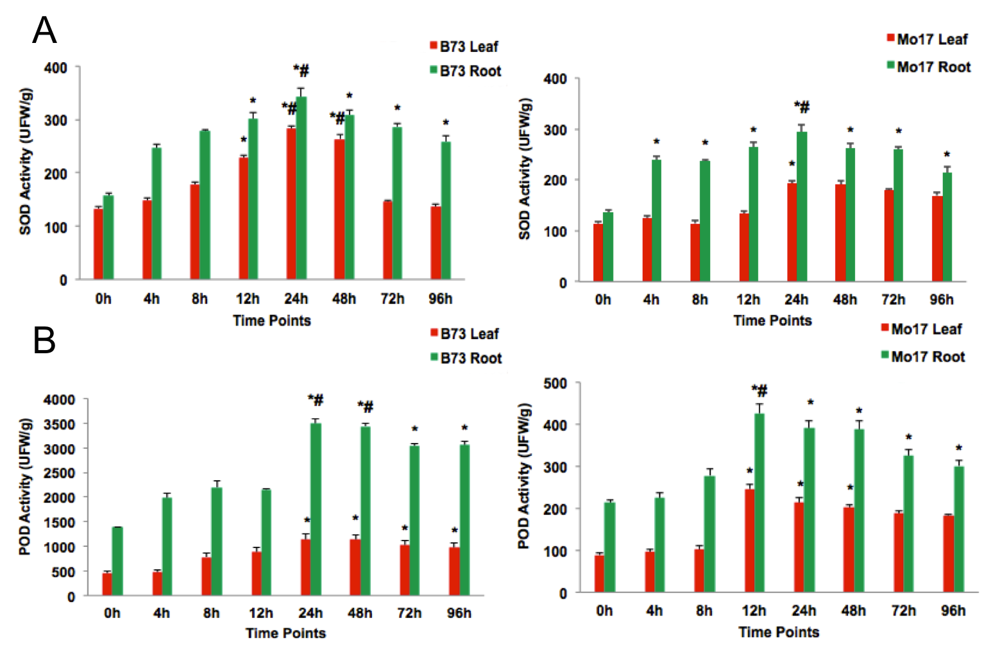 A
B73 Leaf
B73 Root
SOD Activity (UFW/g)
400
300
200
100
0
*
*
*#
*#
*#
*
*
*
0h 4h 8h 12h 24h 48h 72h 96h
Time Points
Mo17 Leaf
Mo17 Root
SOD Activity (UFW/g)
400
300
200
100
0
*
*
*
*
*#
*
*
*
0h 4h 8h 12h 24h 48h 72h 96h
Time Points
B
B73 Leaf
B73 Root
POD Activity (UFW/g)
4000
3500
3000
2500
2000
1500
1000
500
0
*#
*#
*
*
*
*
*
*
0h 4h 8h 12h 24h 48h 72h 96h
Time Points
Mo17 Leaf
Mo17 Root
POD Activity (UFW/g)
500
400
300
200
100
0
*#
*
*
*
*
*
*
*
0h 4h 8h 12h 24h 48h 72h 96h
Time Points